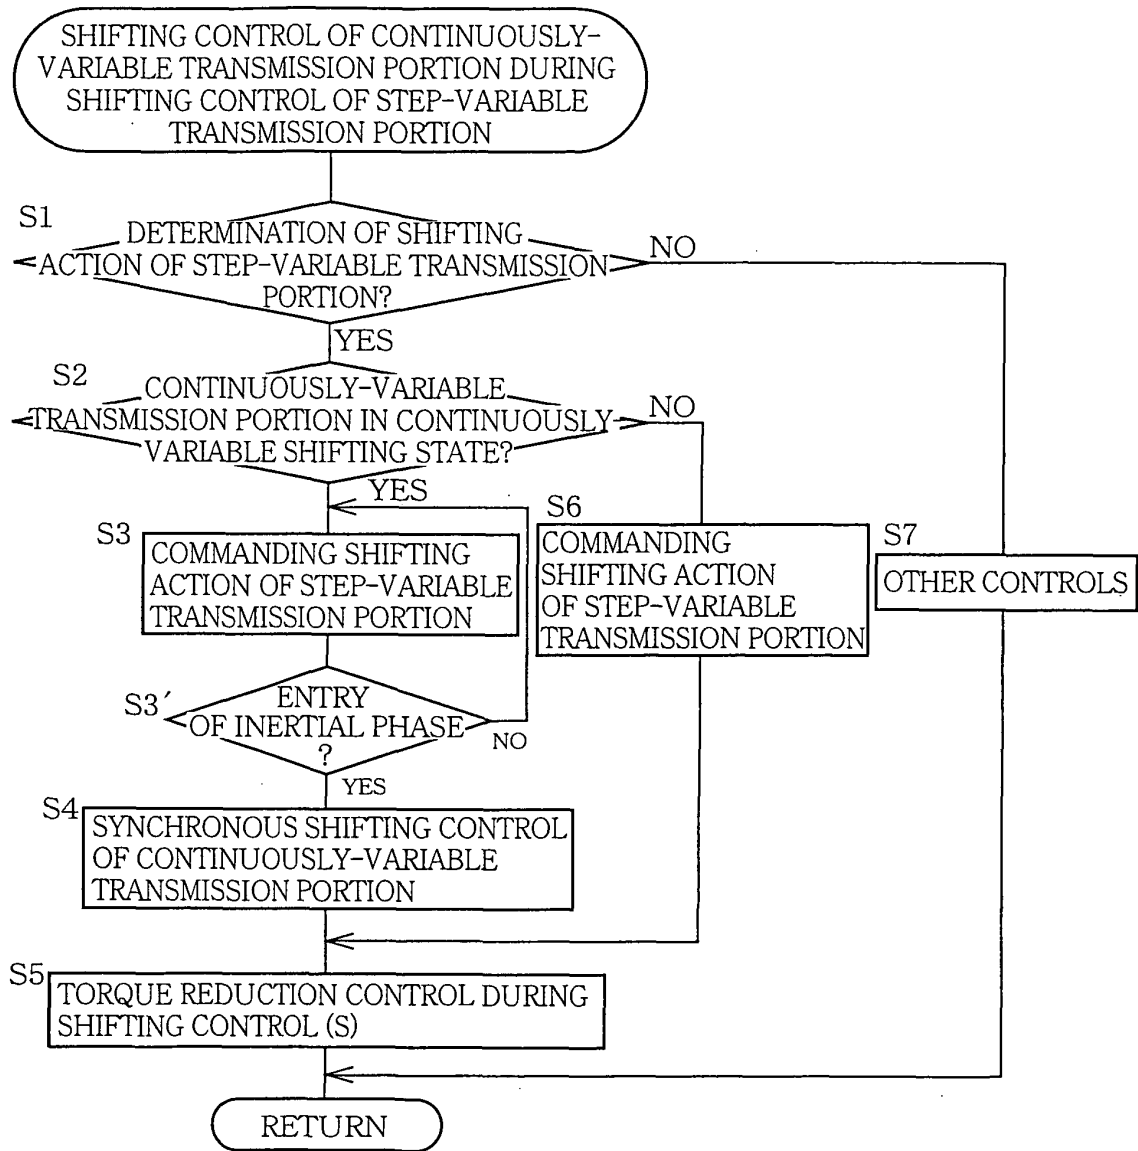 SHIFTING CONTROL OF CONTINUOUSLY-
VARIABLE TRANSMISSION PORTION DURING
SHIFTING CONTROL OF STEP-VARIABLE
TRANSMISSION PORTION
S1
DETERMINATION OF SHIFTING
ACTION OF STEP-VARIABLE TRANSMISSION
PORTION?
NO
YES
S2
CONTINUOUSLY-VARIABLE
TRANSMISSION PORTION IN CONTINUOUSLY
VARIABLE SHIFTING STATE?
NO
YES
S3
COMMANDING SHIFTING
ACTION OF STEP-VARIABLE
TRANSMISSION PORTION
S6
COMMANDING
SHIFTING ACTION
OF STEP-VARIABLE
TRANSMISSION PORTION
S7
OTHER CONTROLS
S3′
ENTRY
OF INERTIAL PHASE
?
NO
YES
S4
SYNCHRONOUS SHIFTING CONTROL
OF CONTINUOUSLY-VARIABLE
TRANSMISSION PORTION
S5
TORQUE REDUCTION CONTROL DURING
SHIFTING CONTROL (S)
RETURN